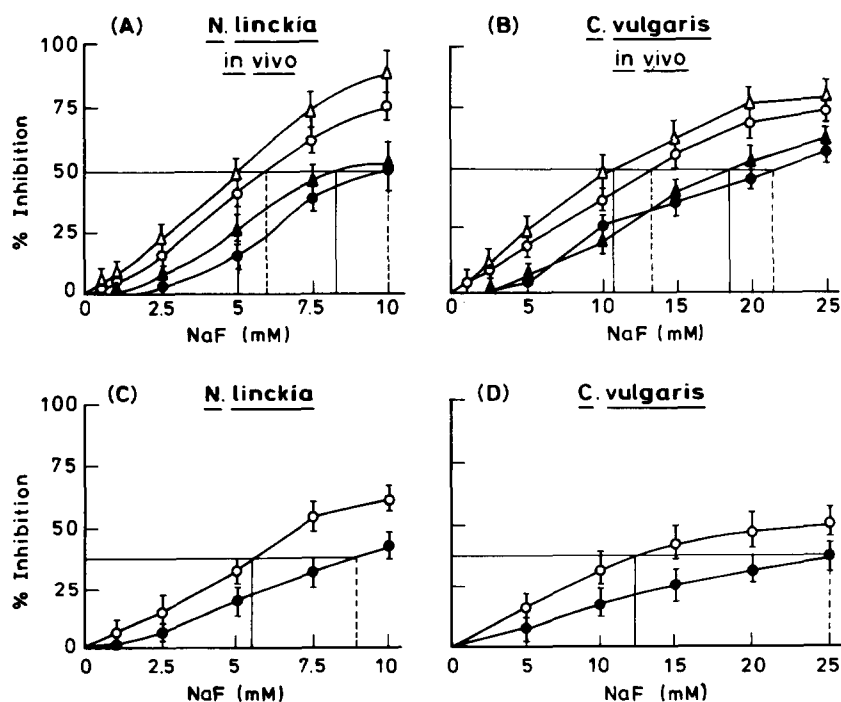 (A) N. linckia
in vivo
(B) C. vulgaris
in vivo
% Inhibition
100
75
50
25
0
0 2.5 5 7.5 10
NaF (mM)
0 5 10 15 20 25
NaF (mM)
(C) N. linckia
(D) C. vulgaris
% Inhibition
100
75
50
25
0
0 2.5 5 7.5 10
NaF (mM)
0 5 10 15 20 25
NaF (mM)